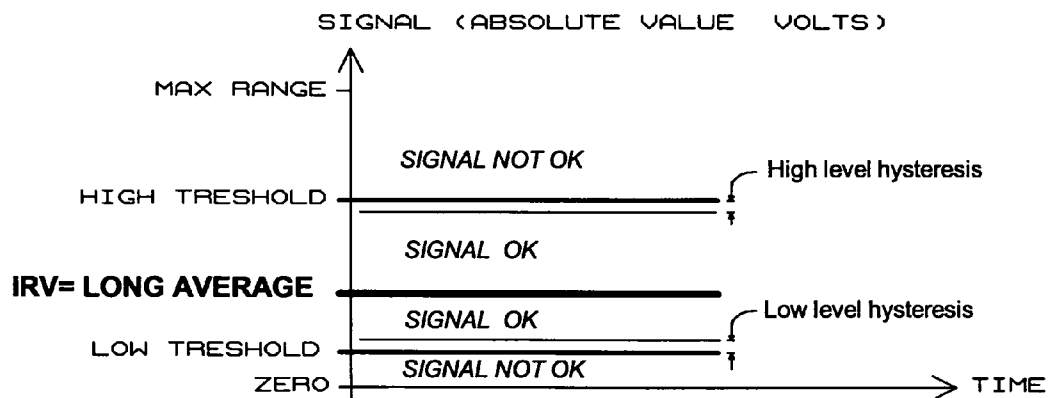 SIGNAL (ABSOLUTE VALUE VOLTS)
MAX RANGE
SIGNAL NOT OK
High level hysteresis
HIGH TRESHOLD
SIGNAL OK
IRV= LONG AVERAGE
SIGNAL OK
Low level hysteresis
LOW TRESHOLD
SIGNAL NOT OK
ZERO
TIME